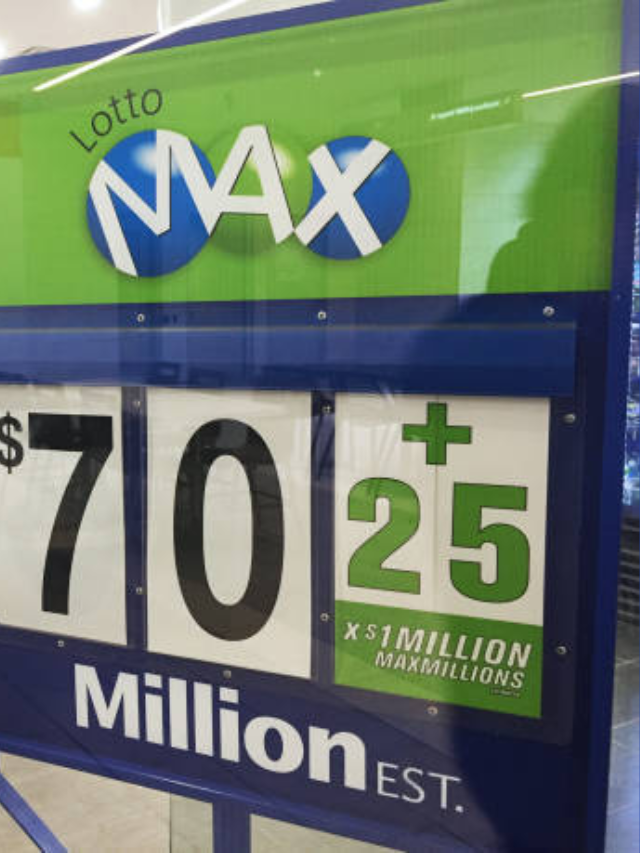 Lotto
MAX
$70
+
25
X $1 MILLION
MAXMILLIONS
Million EST.